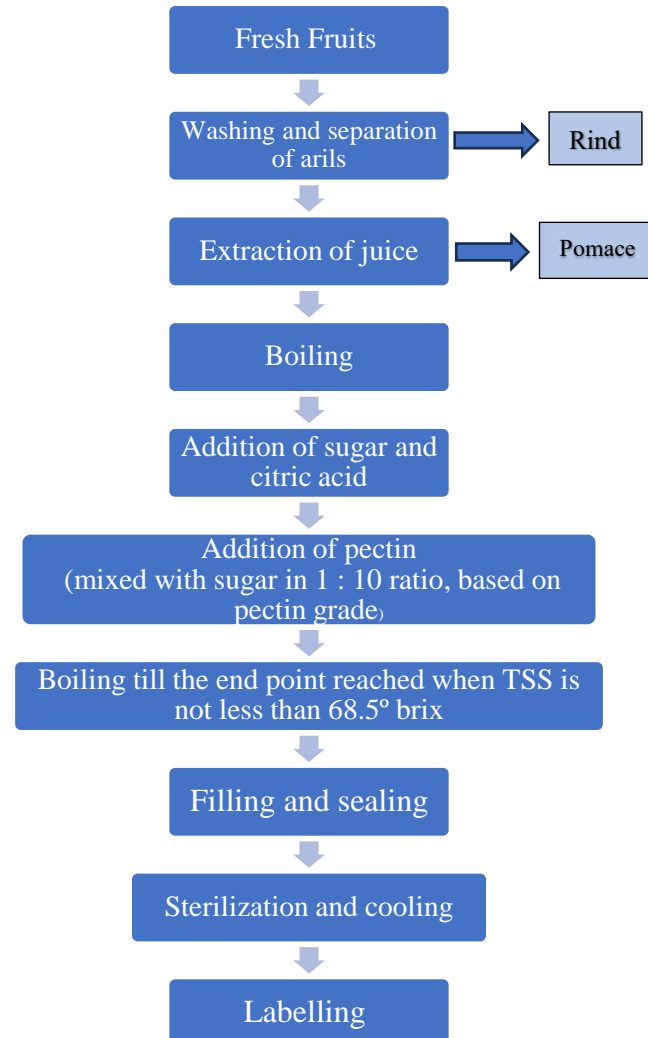 Fresh Fruits
Washing and separation
of arils
Rind
Extraction of juice
Pomace
Boiling
Addition of sugar and
citric acid
Addition of pectin
(mixed with sugar in 1 : 10 ratio, based on
pectin grade)
Boiling till the end point reached when TSS is
not less than 68.5º brix
Filling and sealing
Sterilization and cooling
Labelling